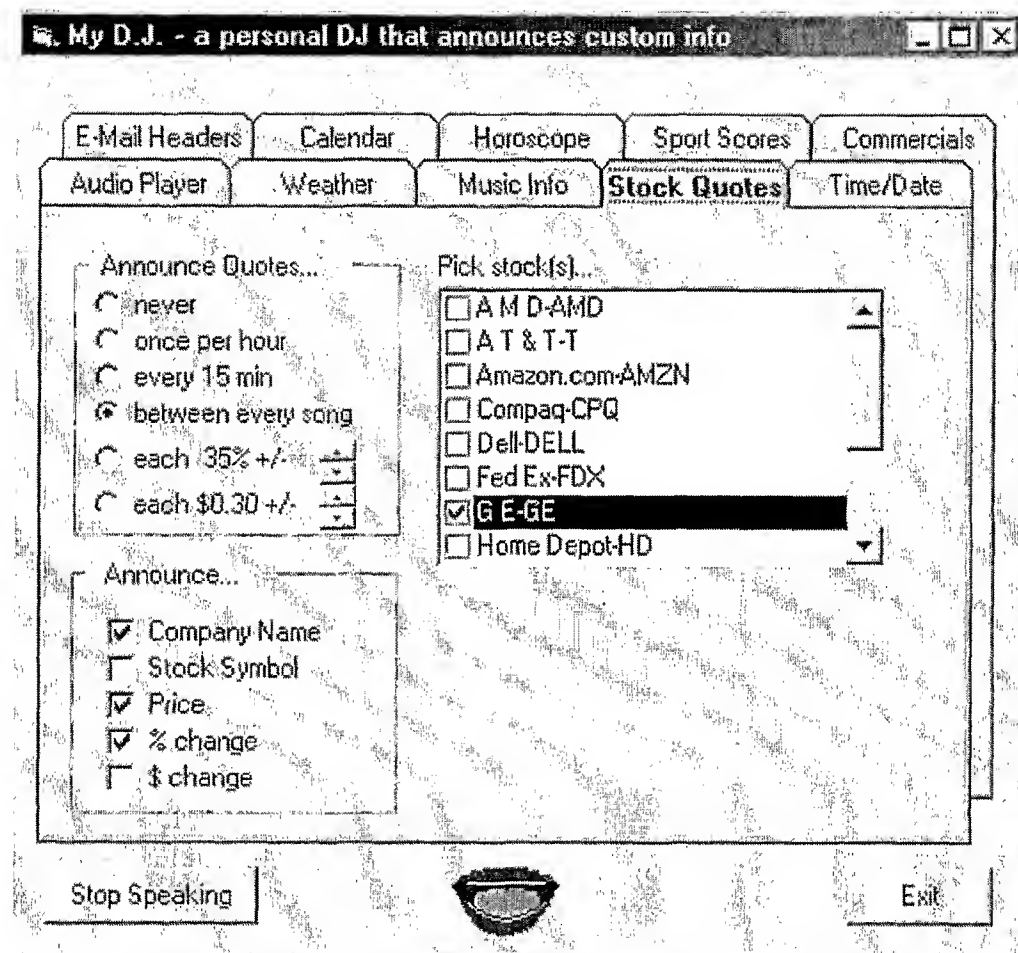 My D.J. - a personal DJ that announces custom info
E-Mail Headers Calendar Horoscope Sport Scores Commercials
Audio Player Weather Music Info Stock Quotes Time/Date
Announce Quotes...
never
once per hour
every 15 min
between every song
each .35% +/-
each $0.30 +/-
Pick stock(s)...
A M D-AMD
A T & T-T
Amazon.com-AMZN
Compaq-CPQ
Dell-DELL
Fed Ex-FDX
G E-GE
Home Depot-HD
Announce...
Company Name
Stock Symbol
Price
% change
$ change
Stop Speaking
Exit